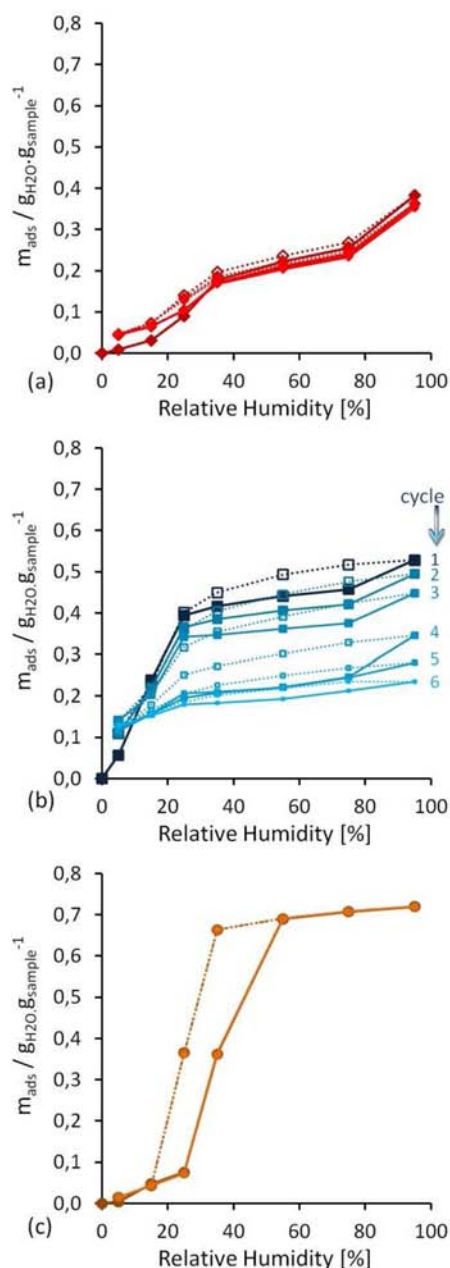 0,8
0,7
0,6
0,5
0,4
0,3
0,2
0,1
0,0
m_ads / g_H2O·g_sample^-1
0 20 40 60 80 100
(a)
Relative Humidity [%]
0,8
0,7
0,6
0,5
0,4
0,3
0,2
0,1
0,0
m_ads / g_H2O.g_sample^-1
cycle
1
2
3
4
5
6
0 20 40 60 80 100
(b)
Relative Humidity [%]
0,8
0,7
0,6
0,5
0,4
0,3
0,2
0,1
0,0
m_ads / g_H2O.g_sample^-1
0 20 40 60 80 100
(c)
Relative Humidity [%]